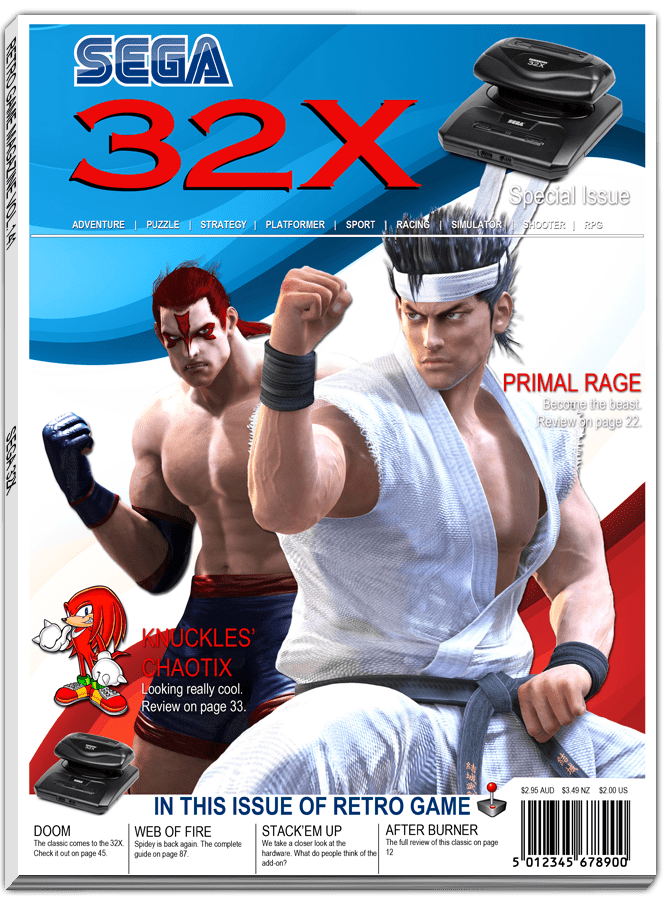 SEGA
32X
32X
SEGA
Special Issue
ADVENTURE | PUZZLE | STRATEGY | PLATFORMER | SPORT | RACING | SIMULATOR | SHOOTER | RPG
PRIMAL RAGE
Become the beast.
Review on page 22.
KNUCKLES'
CHAOTIX
Looking really cool.
Review on page 33.
32X
IN THIS ISSUE OF RETRO GAME
DOOM
The classic comes to the 32X.
Check it out on page 45.
WEB OF FIRE
Spidey is back again. The complete
guide on page 87.
STACK'EM UP
We take a closer look at the
hardware. What do people think of the
add-on?
AFTER BURNER
The full review of this classic on page
12
$2.95 AUD $3.49 NZ $2.00 US
5 012345 678900
RETRO GAME MAGAZINE VO
SEGA 32X